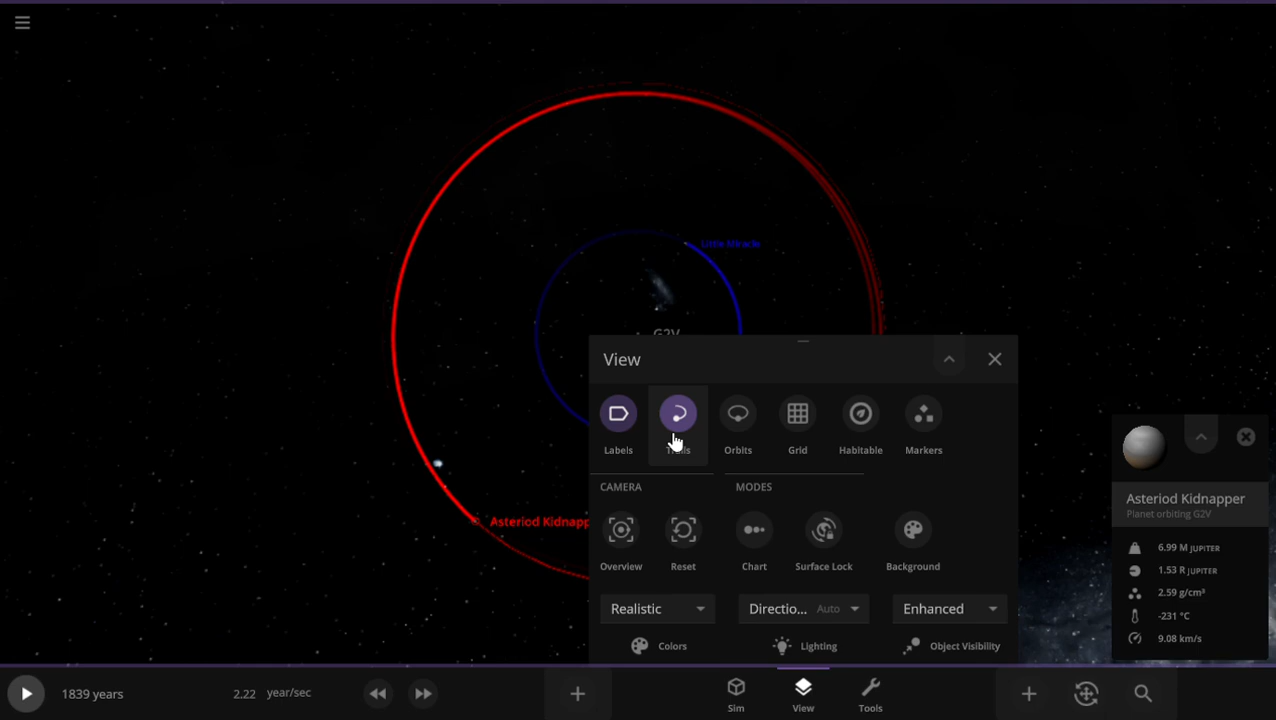 Little Miracle
G2V
View
Labels
Trails
Orbits
Grid
Habitable
Markers
CAMERA
MODES
Asteriod Kidnapp
Overview
Reset
Chart
Surface Lock
Background
Realistic
Directio... Auto
Enhanced
Colors
Lighting
Object Visibility
Asteriod Kidnapper
Planet orbiting G2V
6.99 M JUPITER
1.53 R JUPITER
2.59 g/cm³
-231 °C
9.08 km/s
1839 years
2.22 year/sec
Sim
View
Tools